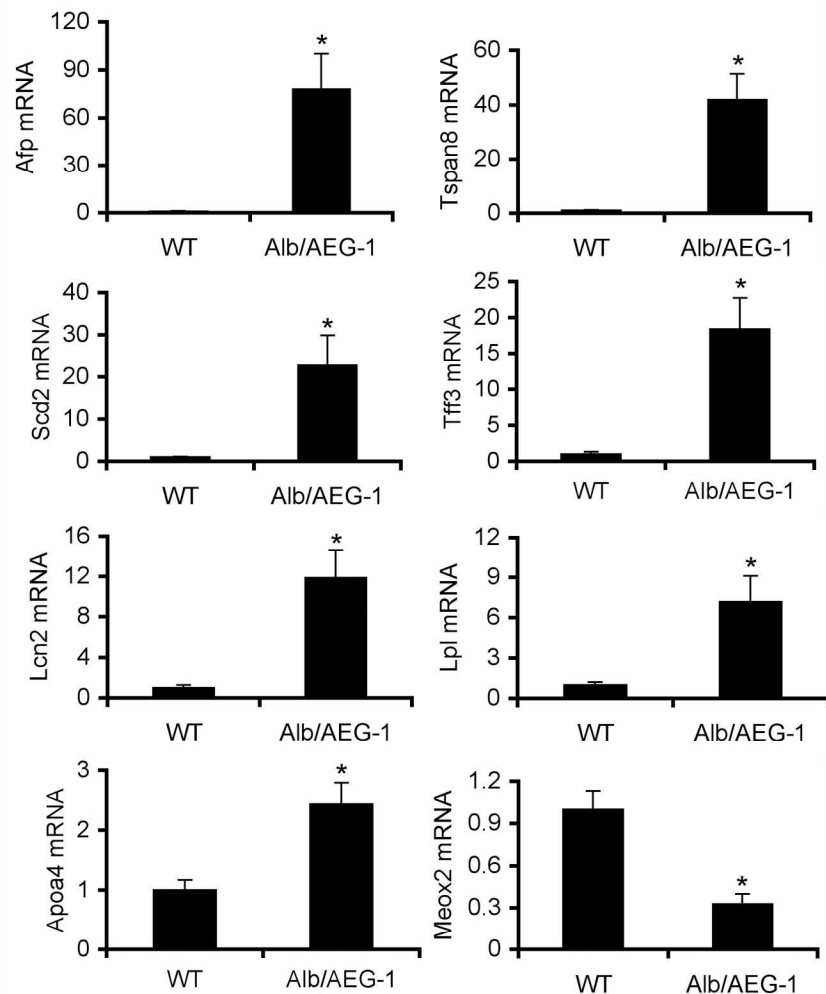 Afp mRNA
120
90
60
30
0
*
WT
Alb/AEG-1
Tspan8 mRNA
60
40
20
0
*
WT
Alb/AEG-1
Scd2 mRNA
40
30
20
10
0
*
WT
Alb/AEG-1
Tff3 mRNA
25
20
15
10
5
0
*
WT
Alb/AEG-1
Lcn2 mRNA
16
12
8
4
0
*
WT
Alb/AEG-1
Lpl mRNA
12
9
6
3
0
*
WT
Alb/AEG-1
Apoa4 mRNA
3
2
1
0
*
WT
Alb/AEG-1
Meox2 mRNA
1.2
0.9
0.6
0.3
0
*
WT
Alb/AEG-1